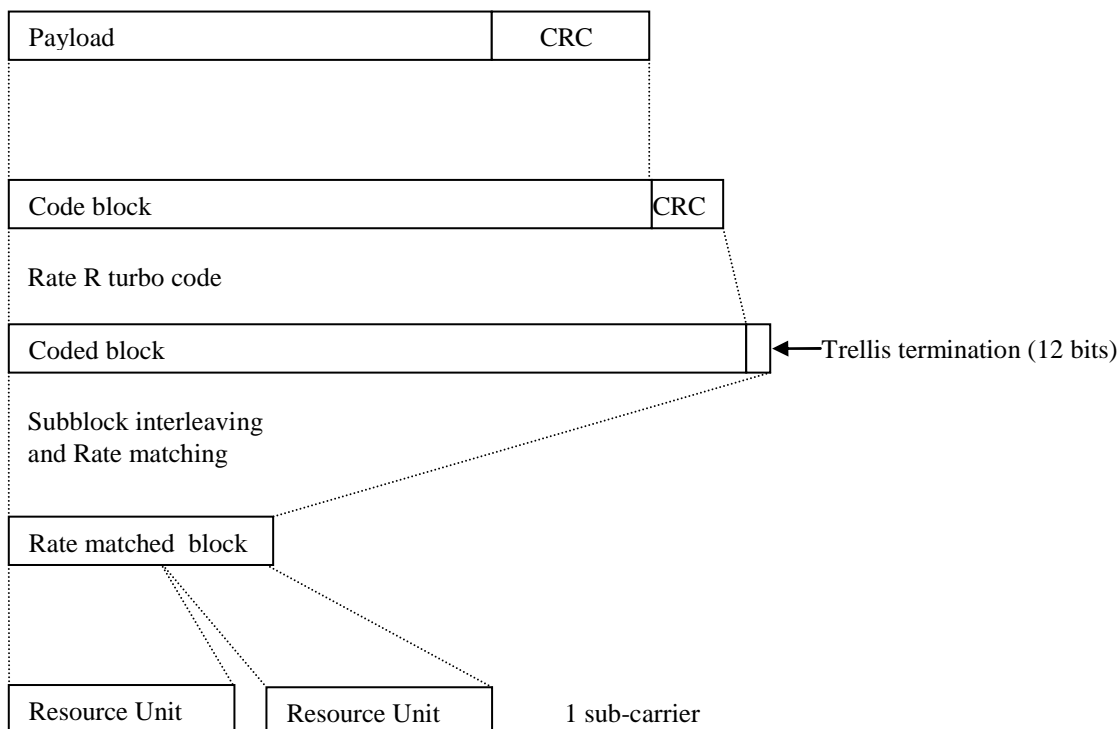 Payload CRC
Code block CRC
Rate R turbo code
Coded block
Trellis termination (12 bits)
Subblock interleaving
and Rate matching
Rate matched block
Resource Unit Resource Unit 1 sub-carrier